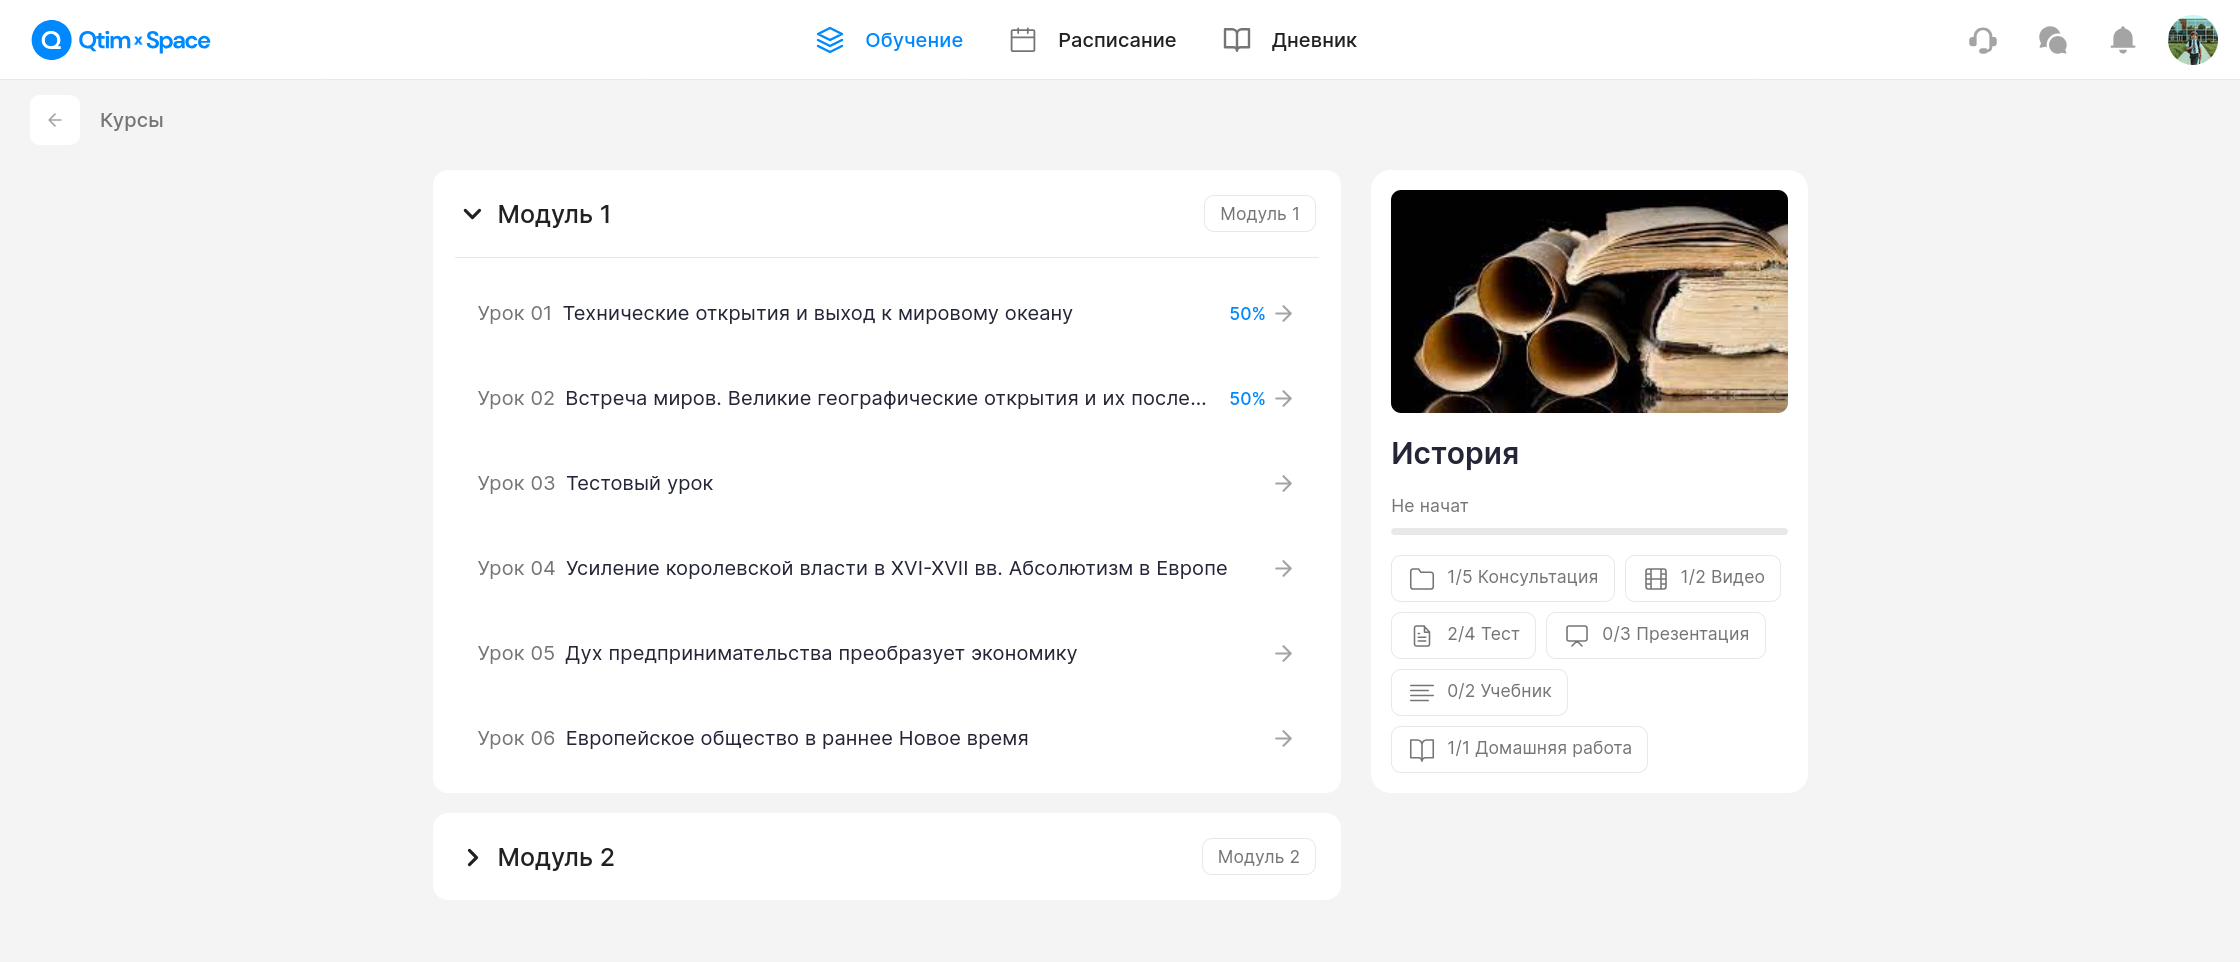 Qtim x Space
Обучение
Расписание
Дневник
Курсы
Модуль 1
Модуль 1
Урок 01 Технические открытия и выход к мировому океану 50%
Урок 02 Встреча миров. Великие географические открытия и их после... 50%
Урок 03 Тестовый урок
Урок 04 Усиление королевской власти в XVI-XVII вв. Абсолютизм в Европе
Урок 05 Дух предпринимательства преобразует экономику
Урок 06 Европейское общество в раннее Новое время
Модуль 2
Модуль 2
История
Не начат
1/5 Консультация
1/2 Видео
2/4 Тест
0/3 Презентация
0/2 Учебник
1/1 Домашняя работа